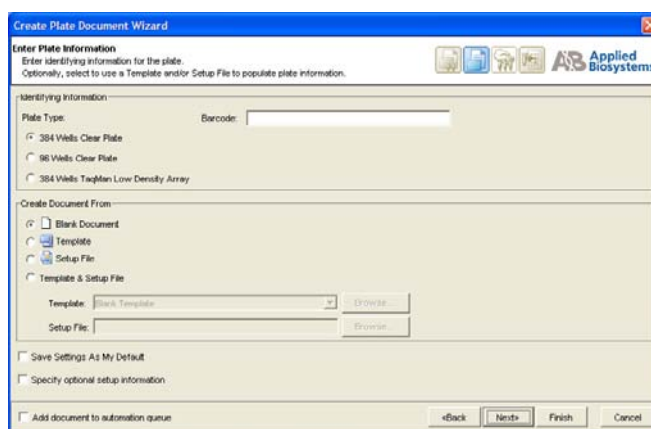 Create Plate Document Wizard
Enter Plate Information
Enter identifying information for the plate.
Optionally, select to use a Template and/or Setup File to populate plate information.
AB Applied
Biosystems
Identifying Information
Plate Type:
Barcode:
384 Wells Clear Plate
96 Wells Clear Plate
384 Wells TaqMan Low Density Array
Create Document From
Blank Document
Template
Setup File
Template & Setup File
Template: Blank Template Browse...
Setup File: Browse...
Save Settings As My Default
Specify optional setup information
Add document to automation queue
<Back Next> Finish Cancel